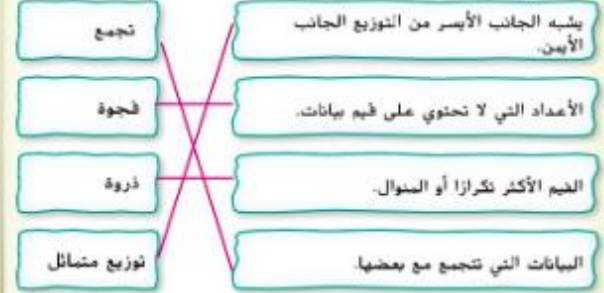 يشبه الجانب الأيسر من التوزيع الجانب
الأيمن.
تجمع
الأعداد التي لا تحتوي على قيم بيانات.
فجوة
القيم الأكثر تكرارًا أو المنوال.
ذروة
البيانات التي تتجمع مع بعضها.
توزيع متماثل